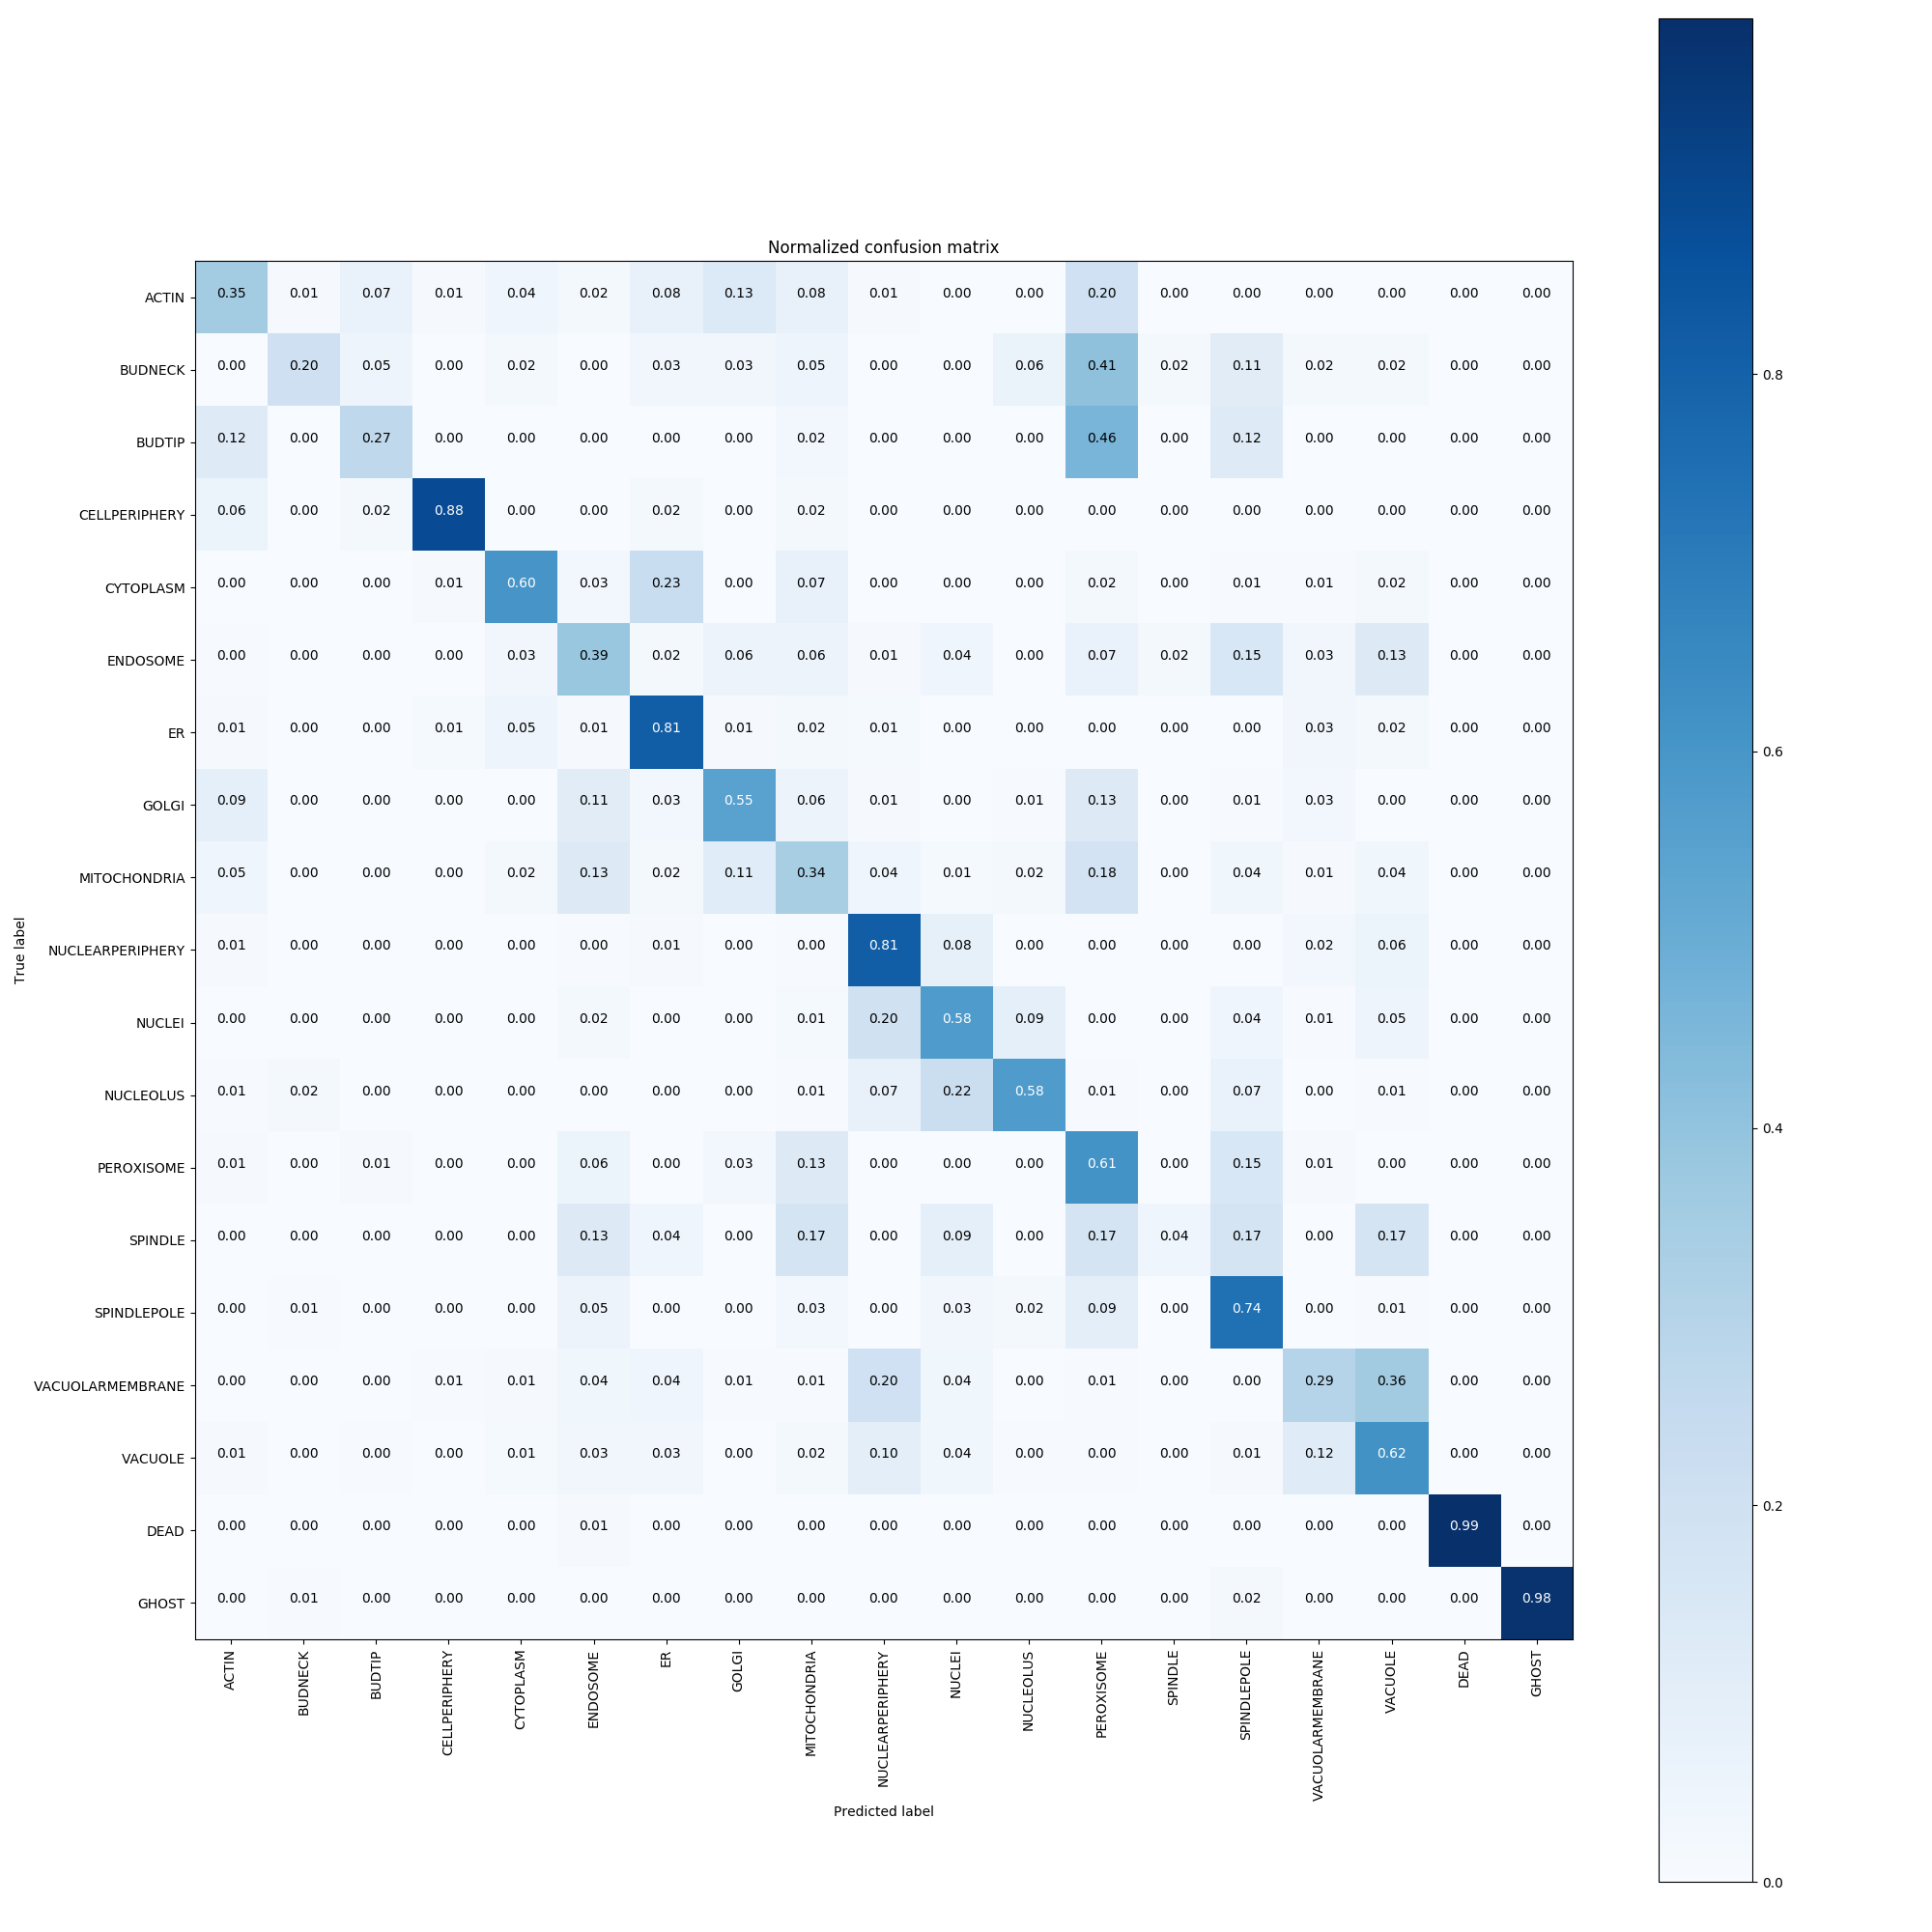 Normalized confusion matrix
True label
ACTIN 0.35 0.01 0.07 0.01 0.04 0.02 0.08 0.13 0.08 0.01 0.00 0.00 0.20 0.00 0.00 0.00 0.00 0.00 0.00
BUDNECK 0.00 0.20 0.05 0.00 0.02 0.00 0.03 0.03 0.05 0.00 0.00 0.06 0.41 0.02 0.11 0.02 0.02 0.00 0.00
BUDTIP 0.12 0.00 0.27 0.00 0.00 0.00 0.00 0.00 0.02 0.00 0.00 0.00 0.46 0.00 0.12 0.00 0.00 0.00 0.00
CELLPERIPHERY 0.06 0.00 0.02 0.88 0.00 0.00 0.02 0.00 0.02 0.00 0.00 0.00 0.00 0.00 0.00 0.00 0.00 0.00 0.00
CYTOPLASM 0.00 0.00 0.00 0.01 0.60 0.03 0.23 0.00 0.07 0.00 0.00 0.00 0.02 0.00 0.01 0.01 0.02 0.00 0.00
ENDOSOME 0.00 0.00 0.00 0.00 0.03 0.39 0.02 0.06 0.06 0.01 0.04 0.00 0.07 0.02 0.15 0.03 0.13 0.00 0.00
ER 0.01 0.00 0.00 0.01 0.05 0.01 0.81 0.01 0.02 0.01 0.00 0.00 0.00 0.00 0.00 0.03 0.02 0.00 0.00
GOLGI 0.09 0.00 0.00 0.00 0.00 0.11 0.03 0.55 0.06 0.01 0.00 0.01 0.13 0.00 0.01 0.03 0.00 0.00 0.00
MITOCHONDRIA 0.05 0.00 0.00 0.00 0.02 0.13 0.02 0.11 0.34 0.04 0.01 0.02 0.18 0.00 0.04 0.01 0.04 0.00 0.00
NUCLEARPERIPHERY 0.01 0.00 0.00 0.00 0.00 0.00 0.01 0.00 0.00 0.81 0.08 0.00 0.00 0.00 0.00 0.02 0.06 0.00 0.00
NUCLEI 0.00 0.00 0.00 0.00 0.00 0.02 0.00 0.00 0.01 0.20 0.58 0.09 0.00 0.00 0.04 0.01 0.05 0.00 0.00
NUCLEOLUS 0.01 0.02 0.00 0.00 0.00 0.00 0.00 0.00 0.01 0.07 0.22 0.58 0.01 0.00 0.07 0.00 0.01 0.00 0.00
PEROXISOME 0.01 0.00 0.01 0.00 0.00 0.06 0.00 0.03 0.13 0.00 0.00 0.00 0.61 0.00 0.15 0.01 0.00 0.00 0.00
SPINDLE 0.00 0.00 0.00 0.00 0.00 0.13 0.04 0.00 0.17 0.00 0.09 0.00 0.17 0.04 0.17 0.00 0.17 0.00 0.00
SPINDLEPOLE 0.00 0.01 0.00 0.00 0.00 0.05 0.00 0.00 0.03 0.00 0.03 0.02 0.09 0.00 0.74 0.00 0.01 0.00 0.00
VACUOLARMEMBRANE 0.00 0.00 0.00 0.01 0.01 0.04 0.04 0.01 0.01 0.20 0.04 0.00 0.01 0.00 0.00 0.29 0.36 0.00 0.00
VACUOLE 0.01 0.00 0.00 0.00 0.01 0.03 0.03 0.00 0.02 0.10 0.04 0.00 0.00 0.00 0.01 0.12 0.62 0.00 0.00
DEAD 0.00 0.00 0.00 0.00 0.00 0.01 0.00 0.00 0.00 0.00 0.00 0.00 0.00 0.00 0.00 0.00 0.00 0.99 0.00
GHOST 0.00 0.01 0.00 0.00 0.00 0.00 0.00 0.00 0.00 0.00 0.00 0.00 0.00 0.00 0.02 0.00 0.00 0.00 0.98
ACTIN BUDNECK BUDTIP CELLPERIPHERY CYTOPLASM ENDOSOME ER GOLGI MITOCHONDRIA NUCLEARPERIPHERY NUCLEI NUCLEOLUS PEROXISOME SPINDLE SPINDLEPOLE VACUOLARMEMBRANE VACUOLE DEAD GHOST
Predicted label
0.8
0.6
0.4
0.2
0.0